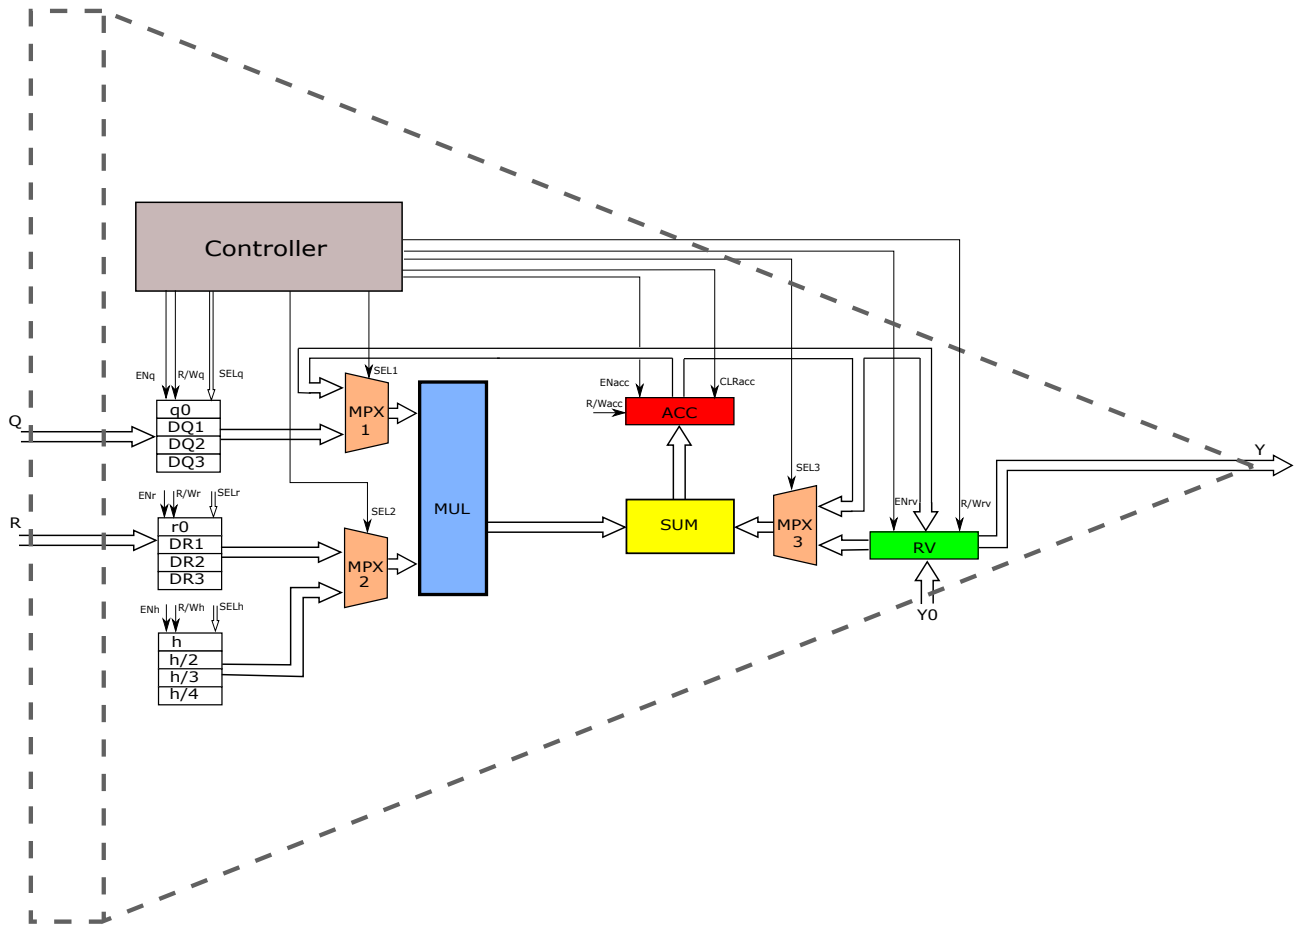 Controller
ENq
R/Wq
SELq
SEL1
ENacc
CLRacc
R/Wacc
Q
q0
DQ1
DQ2
DQ3
MPX
1
ACC
Y
SEL3
ENr
R/Wr
SELr
R
r0
DR1
DR2
DR3
SEL2
MPX
2
MUL
SUM
MPX
3
ENrv
R/Wrv
RV
Y0
ENh
R/Wh
SELh
h
h/2
h/3
h/4